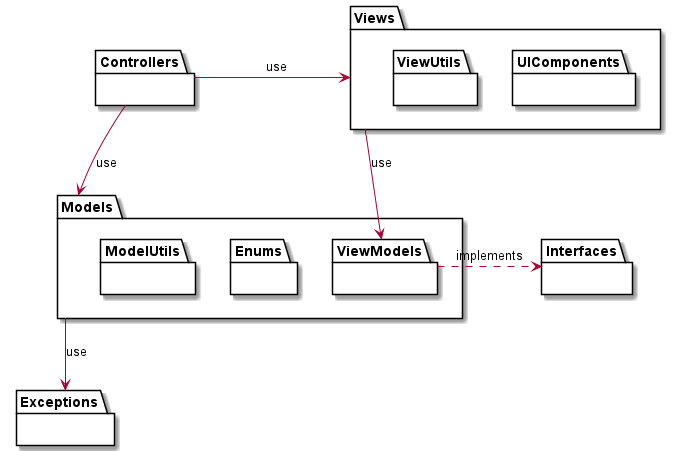 Views
Controllers
ViewUtils
UIComponents
use
use
use
Models
ModelUtils
Enums
ViewModels
implements
Interfaces
use
Exceptions